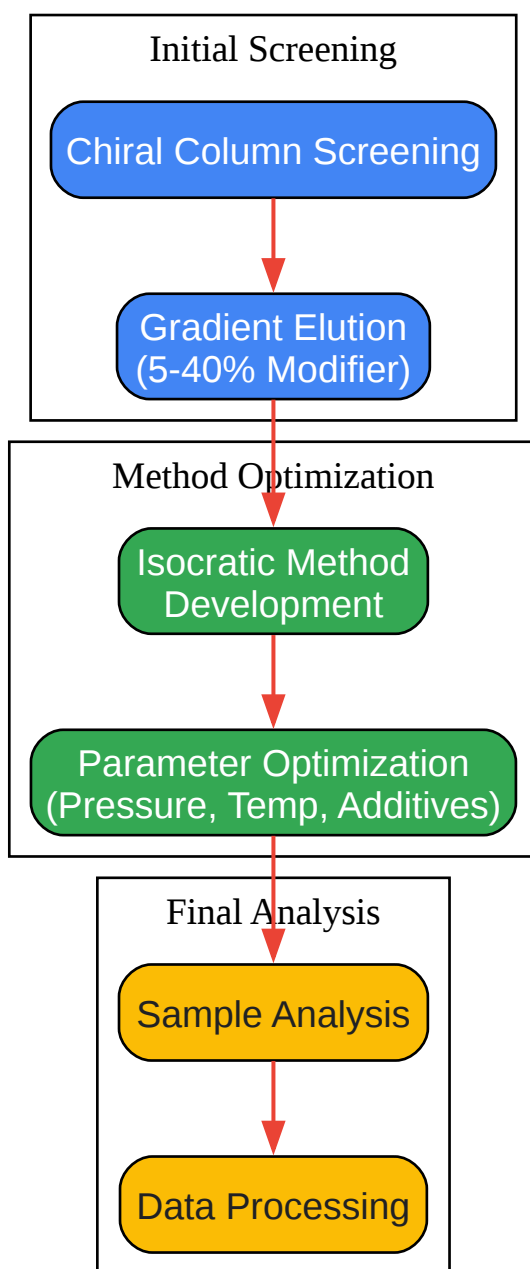 Initial Screening
Chiral Column Screening
Gradient Elution
(5-40% Modifier)
Method Optimization
Isocratic Method
Development
Parameter Optimization
(Pressure, Temp, Additives)
Final Analysis
Sample Analysis
Data Processing